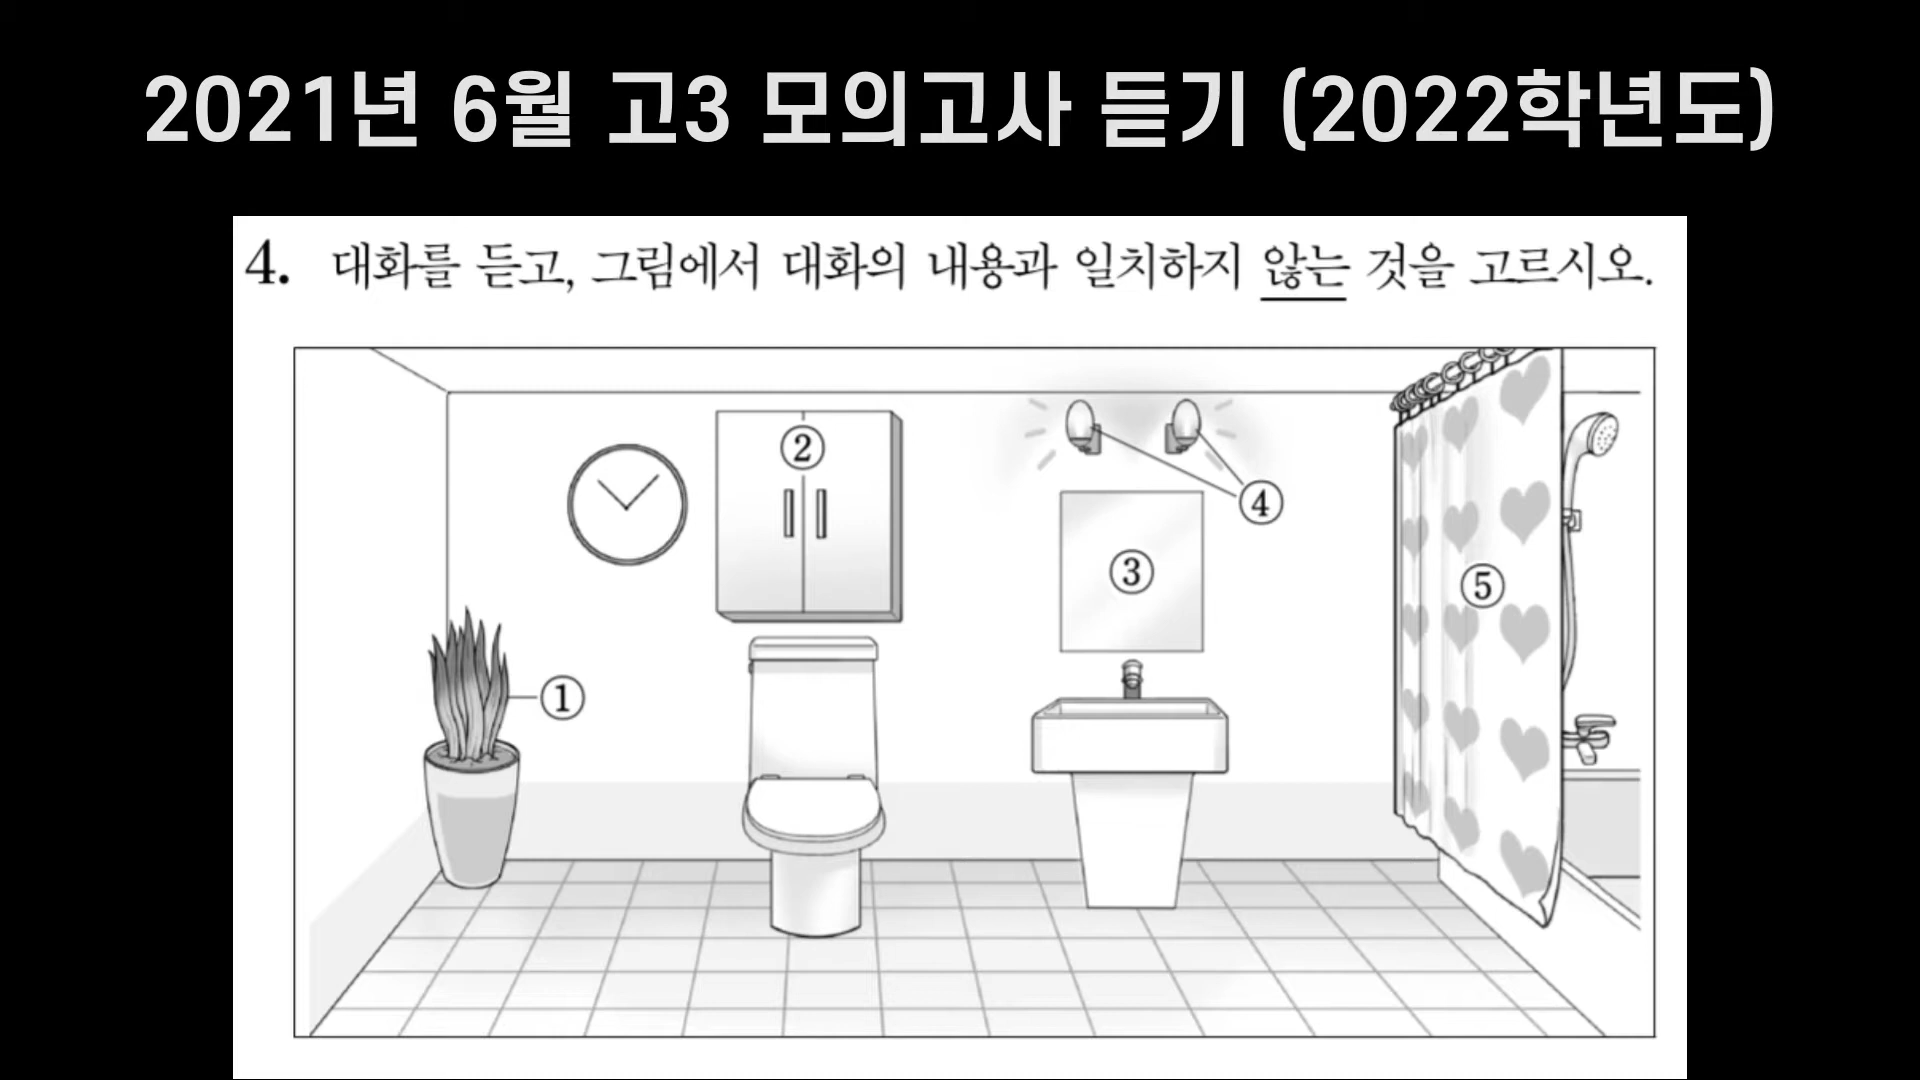 2021년 6월 고3 모의고사 듣기 (2022학년도)
4. 대화를 듣고, 그림에서 대화의 내용과 일치하지 않는 것을 고르시오.
②
④
③
⑤
①